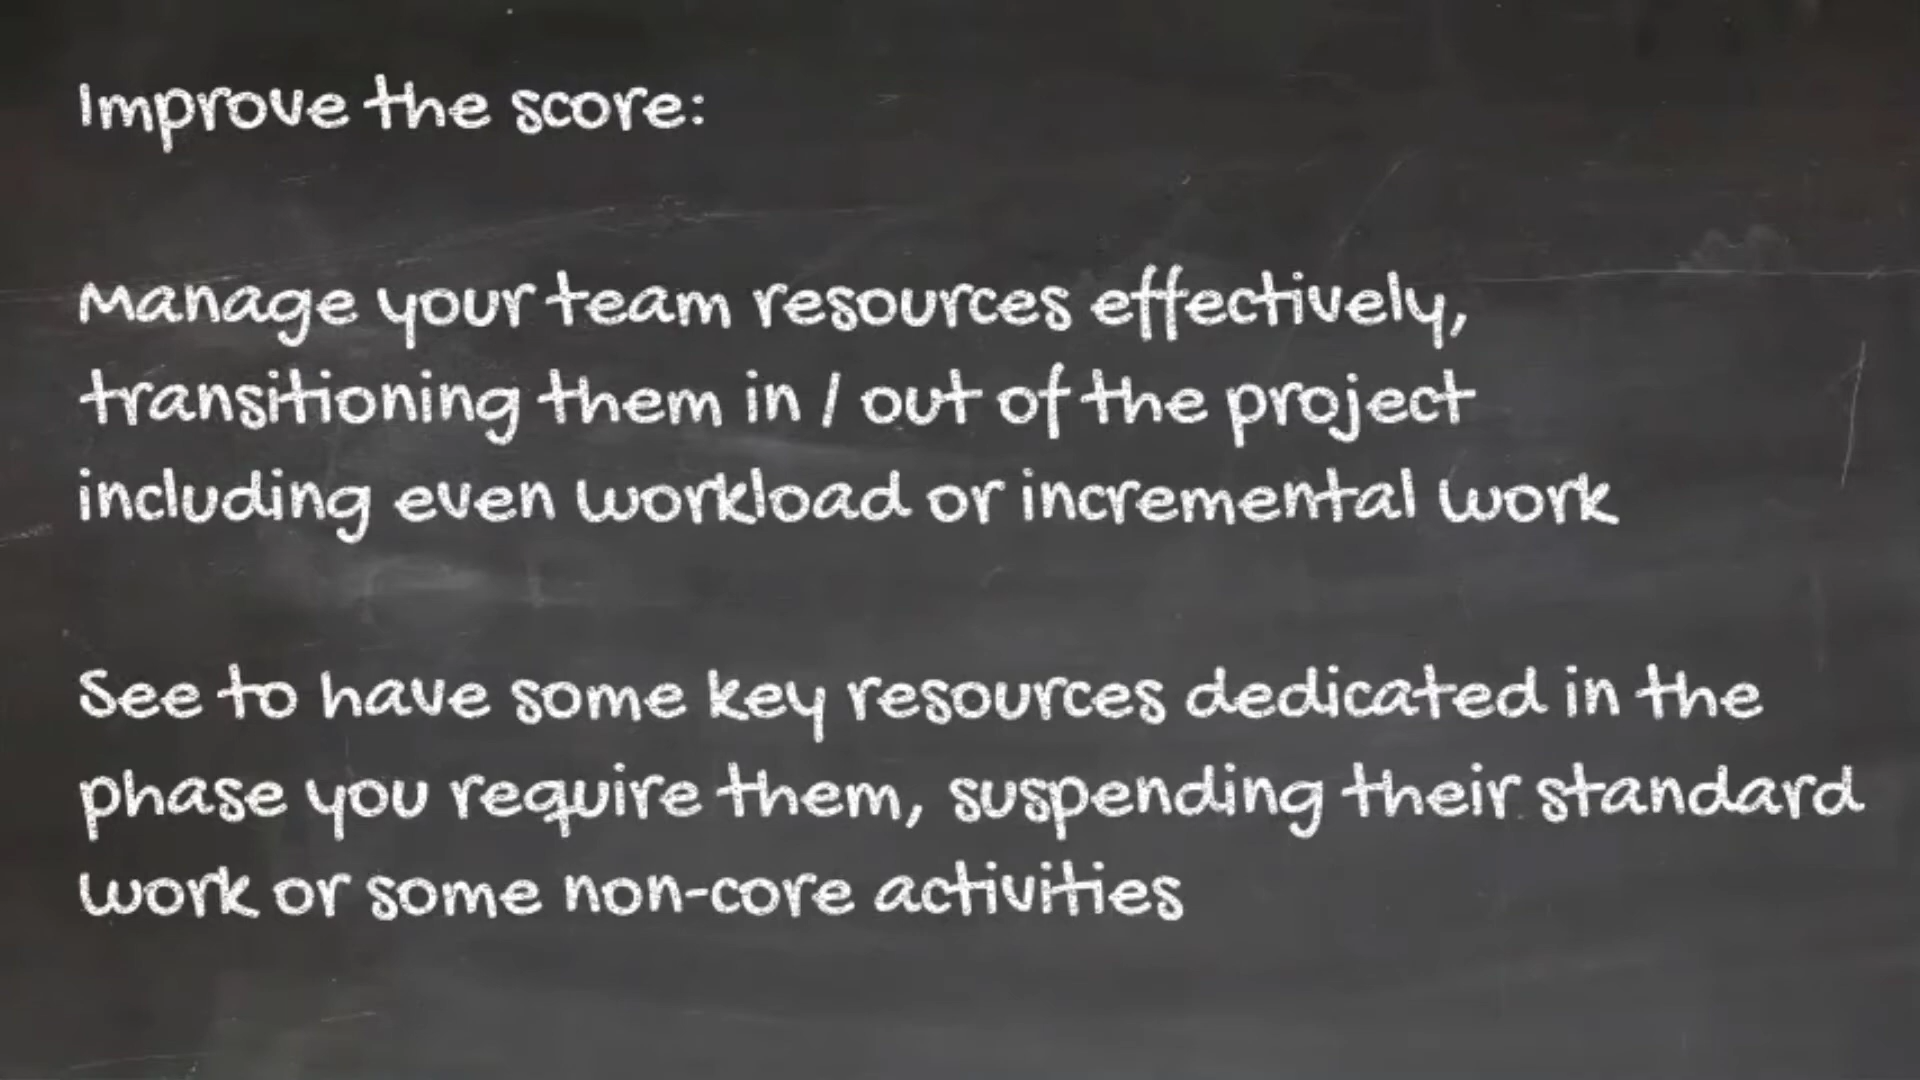 Improve the score:
Manage your team resources effectively,
transitioning them in / out of the project
including even workload or incremental work
See to have some key resources dedicated in the
phase you require them, suspending their standard
work or some non-core activities